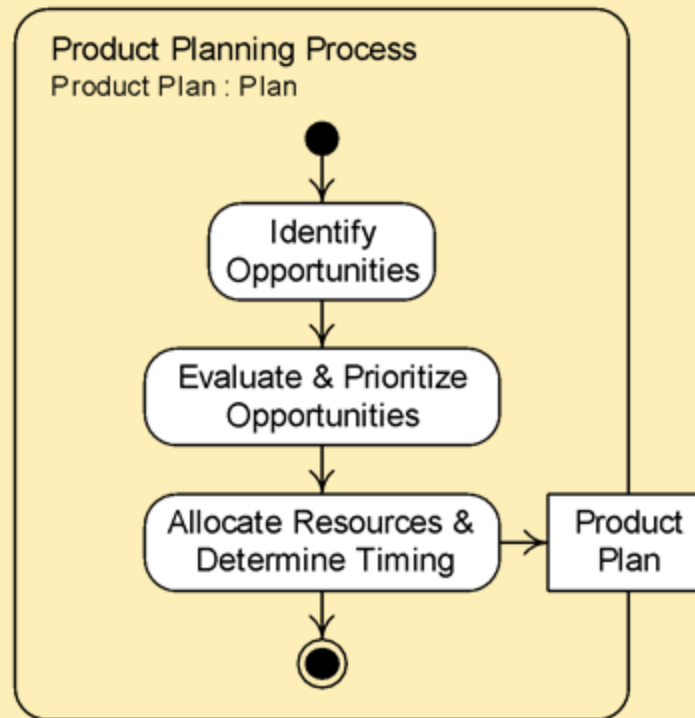 Product Planning Process
Product Plan : Plan
Identify
Opportunities
Evaluate & Prioritize
Opportunities
Allocate Resources &
Determine Timing
Product
Plan